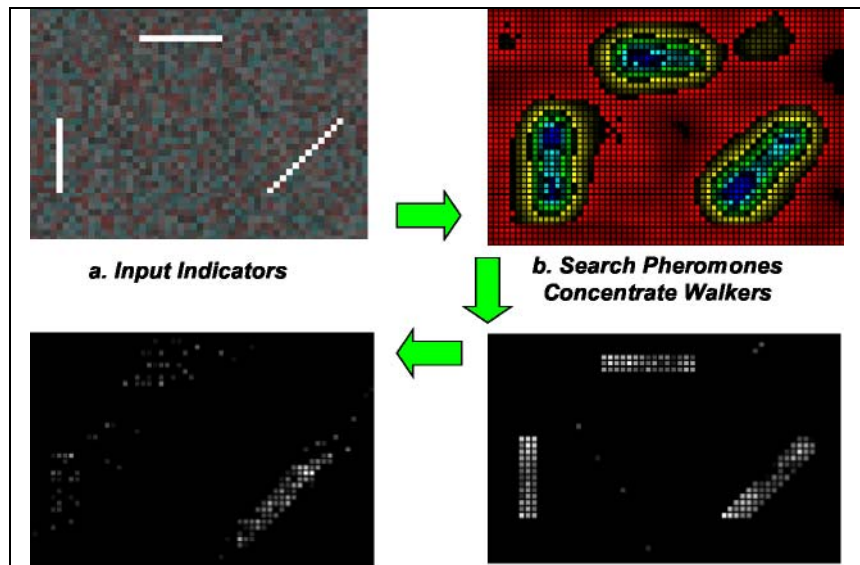 a. Input Indicators
b. Search Pheromones
Concentrate Walkers